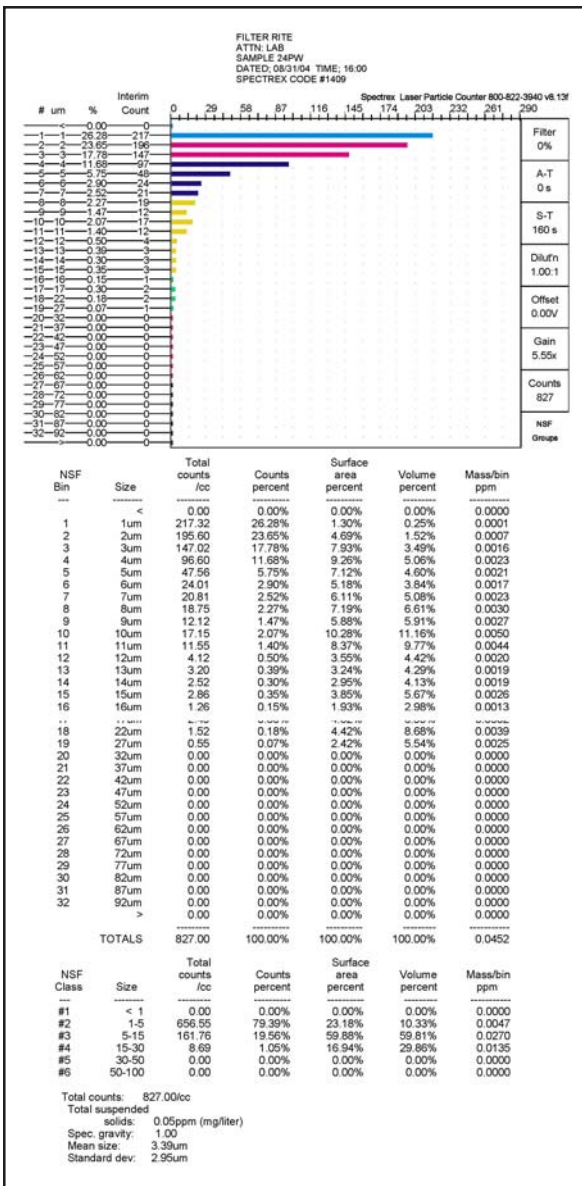 FILTER RITE
ATTN: LAB
SAMPLE 24PW
DATED; 08/31/04 TIME; 16:00
SPECTREX CODE #1409
Spectrex Laser Particle Counter 800-822-3940 v8.13f
Interim
# um % Count 0 29 58 87 116 145 174 203 232 261 290
< 0.00 0
1 1 26.28 217
2 2 23.65 196
3 3 17.78 147
4 4 11.68 97
5 5 5.75 48
6 6 2.90 24
7 7 2.52 21
8 8 2.27 19
9 9 1.47 12
10 10 2.07 17
11 11 1.40 12
12 12 0.50 4
13 13 0.39 3
14 14 0.30 3
15 15 0.35 3
16 16 0.15 1
17 17 0.30 2
18 22 0.18 2
19 27 0.07 1
20 32 0.00 0
21 37 0.00 0
22 42 0.00 0
23 47 0.00 0
24 52 0.00 0
25 57 0.00 0
26 62 0.00 0
27 67 0.00 0
28 72 0.00 0
29 77 0.00 0
30 82 0.00 0
31 87 0.00 0
32 92 0.00 0
> 0.00 0
Filter
0%
A-T
0 s
S-T
160 s
Dilut'n
1.00:1
Offset
0.00V
Gain
5.55x
Counts
827
NSF
Groups
Total Surface
NSF counts Counts area Volume Mass/bin
Bin Size /cc percent percent percent ppm
< 0.00 0.00% 0.00% 0.00% 0.0000
1 1um 217.32 26.28% 1.30% 0.25% 0.0001
2 2um 195.60 23.65% 4.69% 1.52% 0.0007
3 3um 147.02 17.78% 7.93% 3.49% 0.0016
4 4um 96.60 11.68% 9.26% 5.06% 0.0023
5 5um 47.56 5.75% 7.12% 4.60% 0.0021
6 6um 24.01 2.90% 5.18% 3.84% 0.0017
7 7um 20.81 2.52% 6.11% 5.08% 0.0023
8 8um 18.75 2.27% 7.19% 6.61% 0.0030
9 9um 12.12 1.47% 5.88% 5.91% 0.0027
10 10um 17.15 2.07% 10.28% 11.16% 0.0050
11 11um 11.55 1.40% 8.37% 9.77% 0.0044
12 12um 4.12 0.50% 3.55% 4.42% 0.0020
13 13um 3.20 0.39% 3.24% 4.29% 0.0019
14 14um 2.52 0.30% 2.95% 4.13% 0.0019
15 15um 2.86 0.35% 3.85% 5.67% 0.0026
16 16um 1.26 0.15% 1.93% 2.98% 0.0013
18 22um 1.52 0.18% 4.42% 8.68% 0.0039
19 27um 0.55 0.07% 2.42% 5.54% 0.0025
20 32um 0.00 0.00% 0.00% 0.00% 0.0000
21 37um 0.00 0.00% 0.00% 0.00% 0.0000
22 42um 0.00 0.00% 0.00% 0.00% 0.0000
23 47um 0.00 0.00% 0.00% 0.00% 0.0000
24 52um 0.00 0.00% 0.00% 0.00% 0.0000
25 57um 0.00 0.00% 0.00% 0.00% 0.0000
26 62um 0.00 0.00% 0.00% 0.00% 0.0000
27 67um 0.00 0.00% 0.00% 0.00% 0.0000
28 72um 0.00 0.00% 0.00% 0.00% 0.0000
29 77um 0.00 0.00% 0.00% 0.00% 0.0000
30 82um 0.00 0.00% 0.00% 0.00% 0.0000
31 87um 0.00 0.00% 0.00% 0.00% 0.0000
32 92um 0.00 0.00% 0.00% 0.00% 0.0000
> 0.00 0.00% 0.00% 0.00% 0.0000
TOTALS 827.00 100.00% 100.00% 100.00% 0.0452
Total Surface
NSF counts Counts area Volume Mass/bin
Class Size /cc percent percent percent ppm
#1 < 1 0.00 0.00% 0.00% 0.00% 0.0000
#2 1-5 656.55 79.39% 23.18% 10.33% 0.0047
#3 5-15 161.76 19.56% 59.88% 59.81% 0.0270
#4 15-30 8.69 1.05% 16.94% 29.86% 0.0135
#5 30-50 0.00 0.00% 0.00% 0.00% 0.0000
#6 50-100 0.00 0.00% 0.00% 0.00% 0.0000
Total counts: 827.00/cc
Total suspended
solids: 0.05ppm (mg/liter)
Spec. gravity: 1.00
Mean size: 3.39um
Standard dev: 2.95um